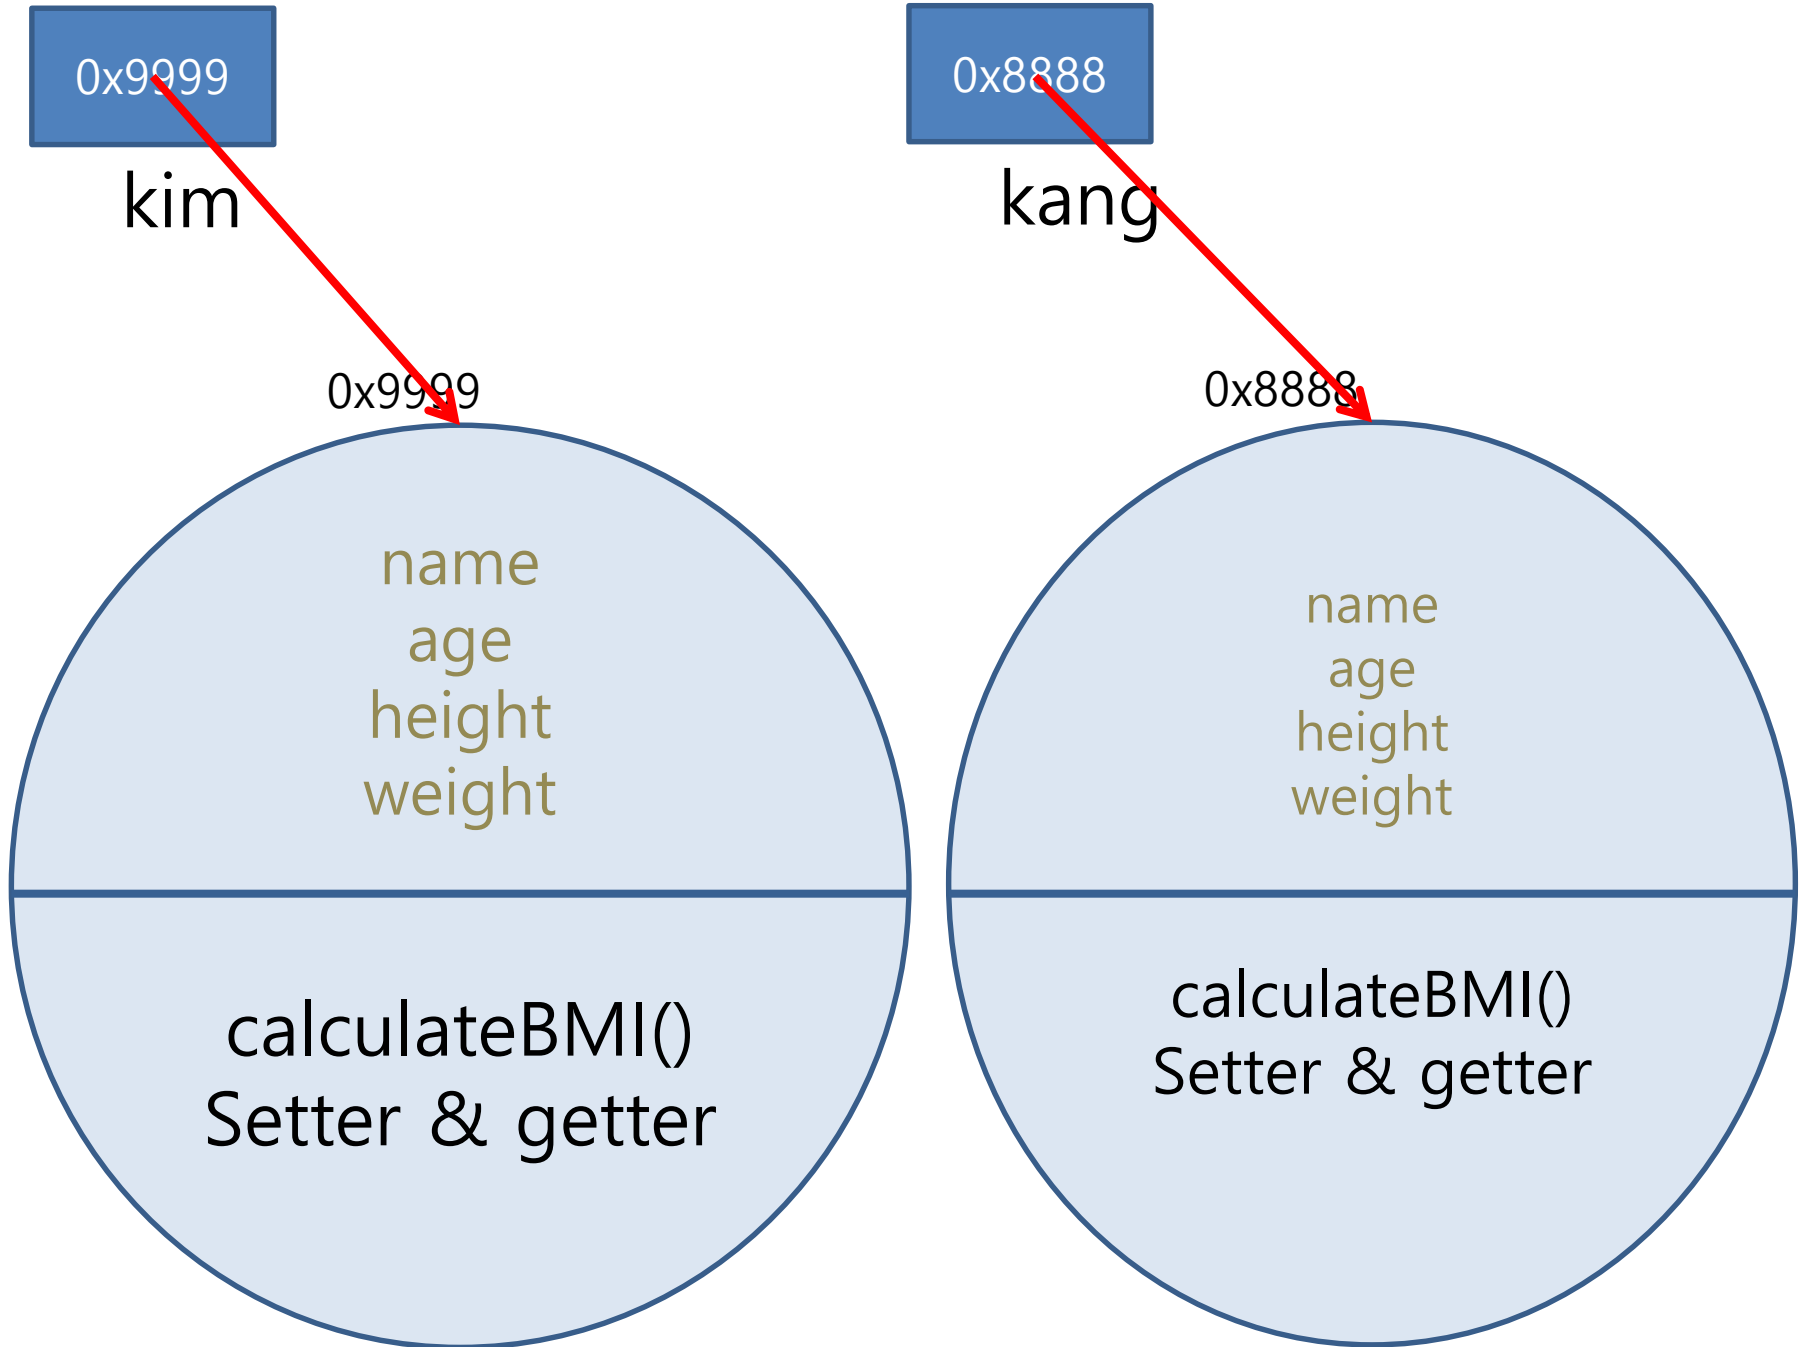 0x9999
kim
0x9999
name
age
height
weight
calculateBMI()
Setter & getter
0x8888
kang
0x8888
name
age
height
weight
calculateBMI()
Setter & getter